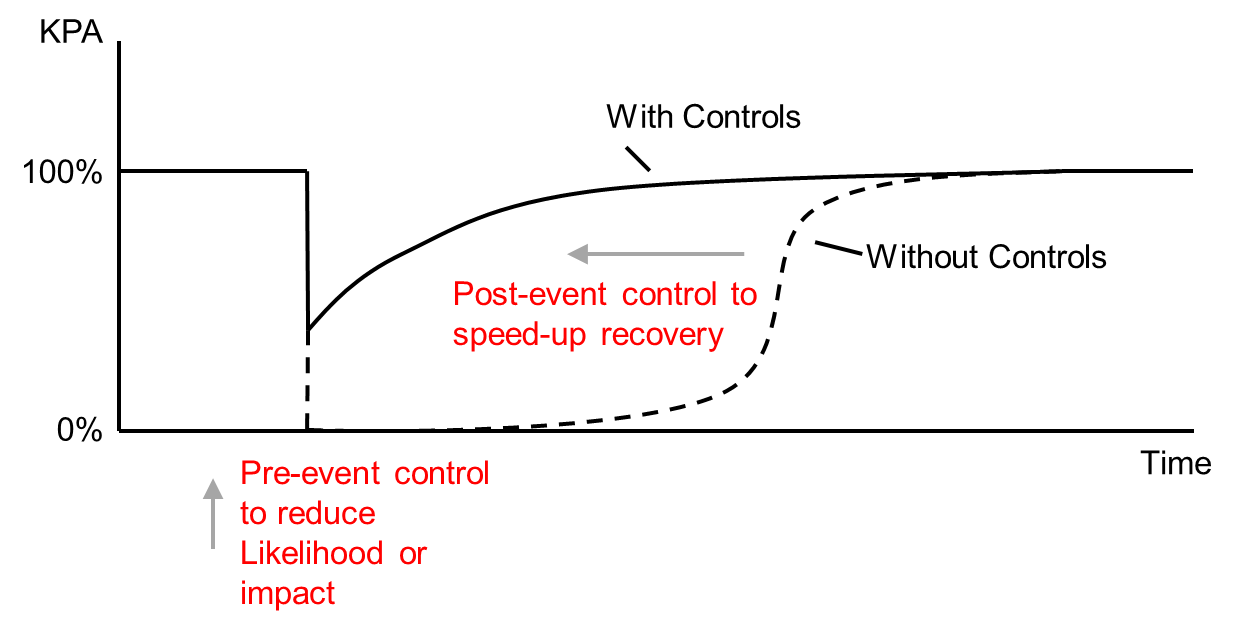 KPA
With Controls
100%
Without Controls
Post-event control to
speed-up recovery
0%
Time
Pre-event control
to reduce
Likelihood or
impact